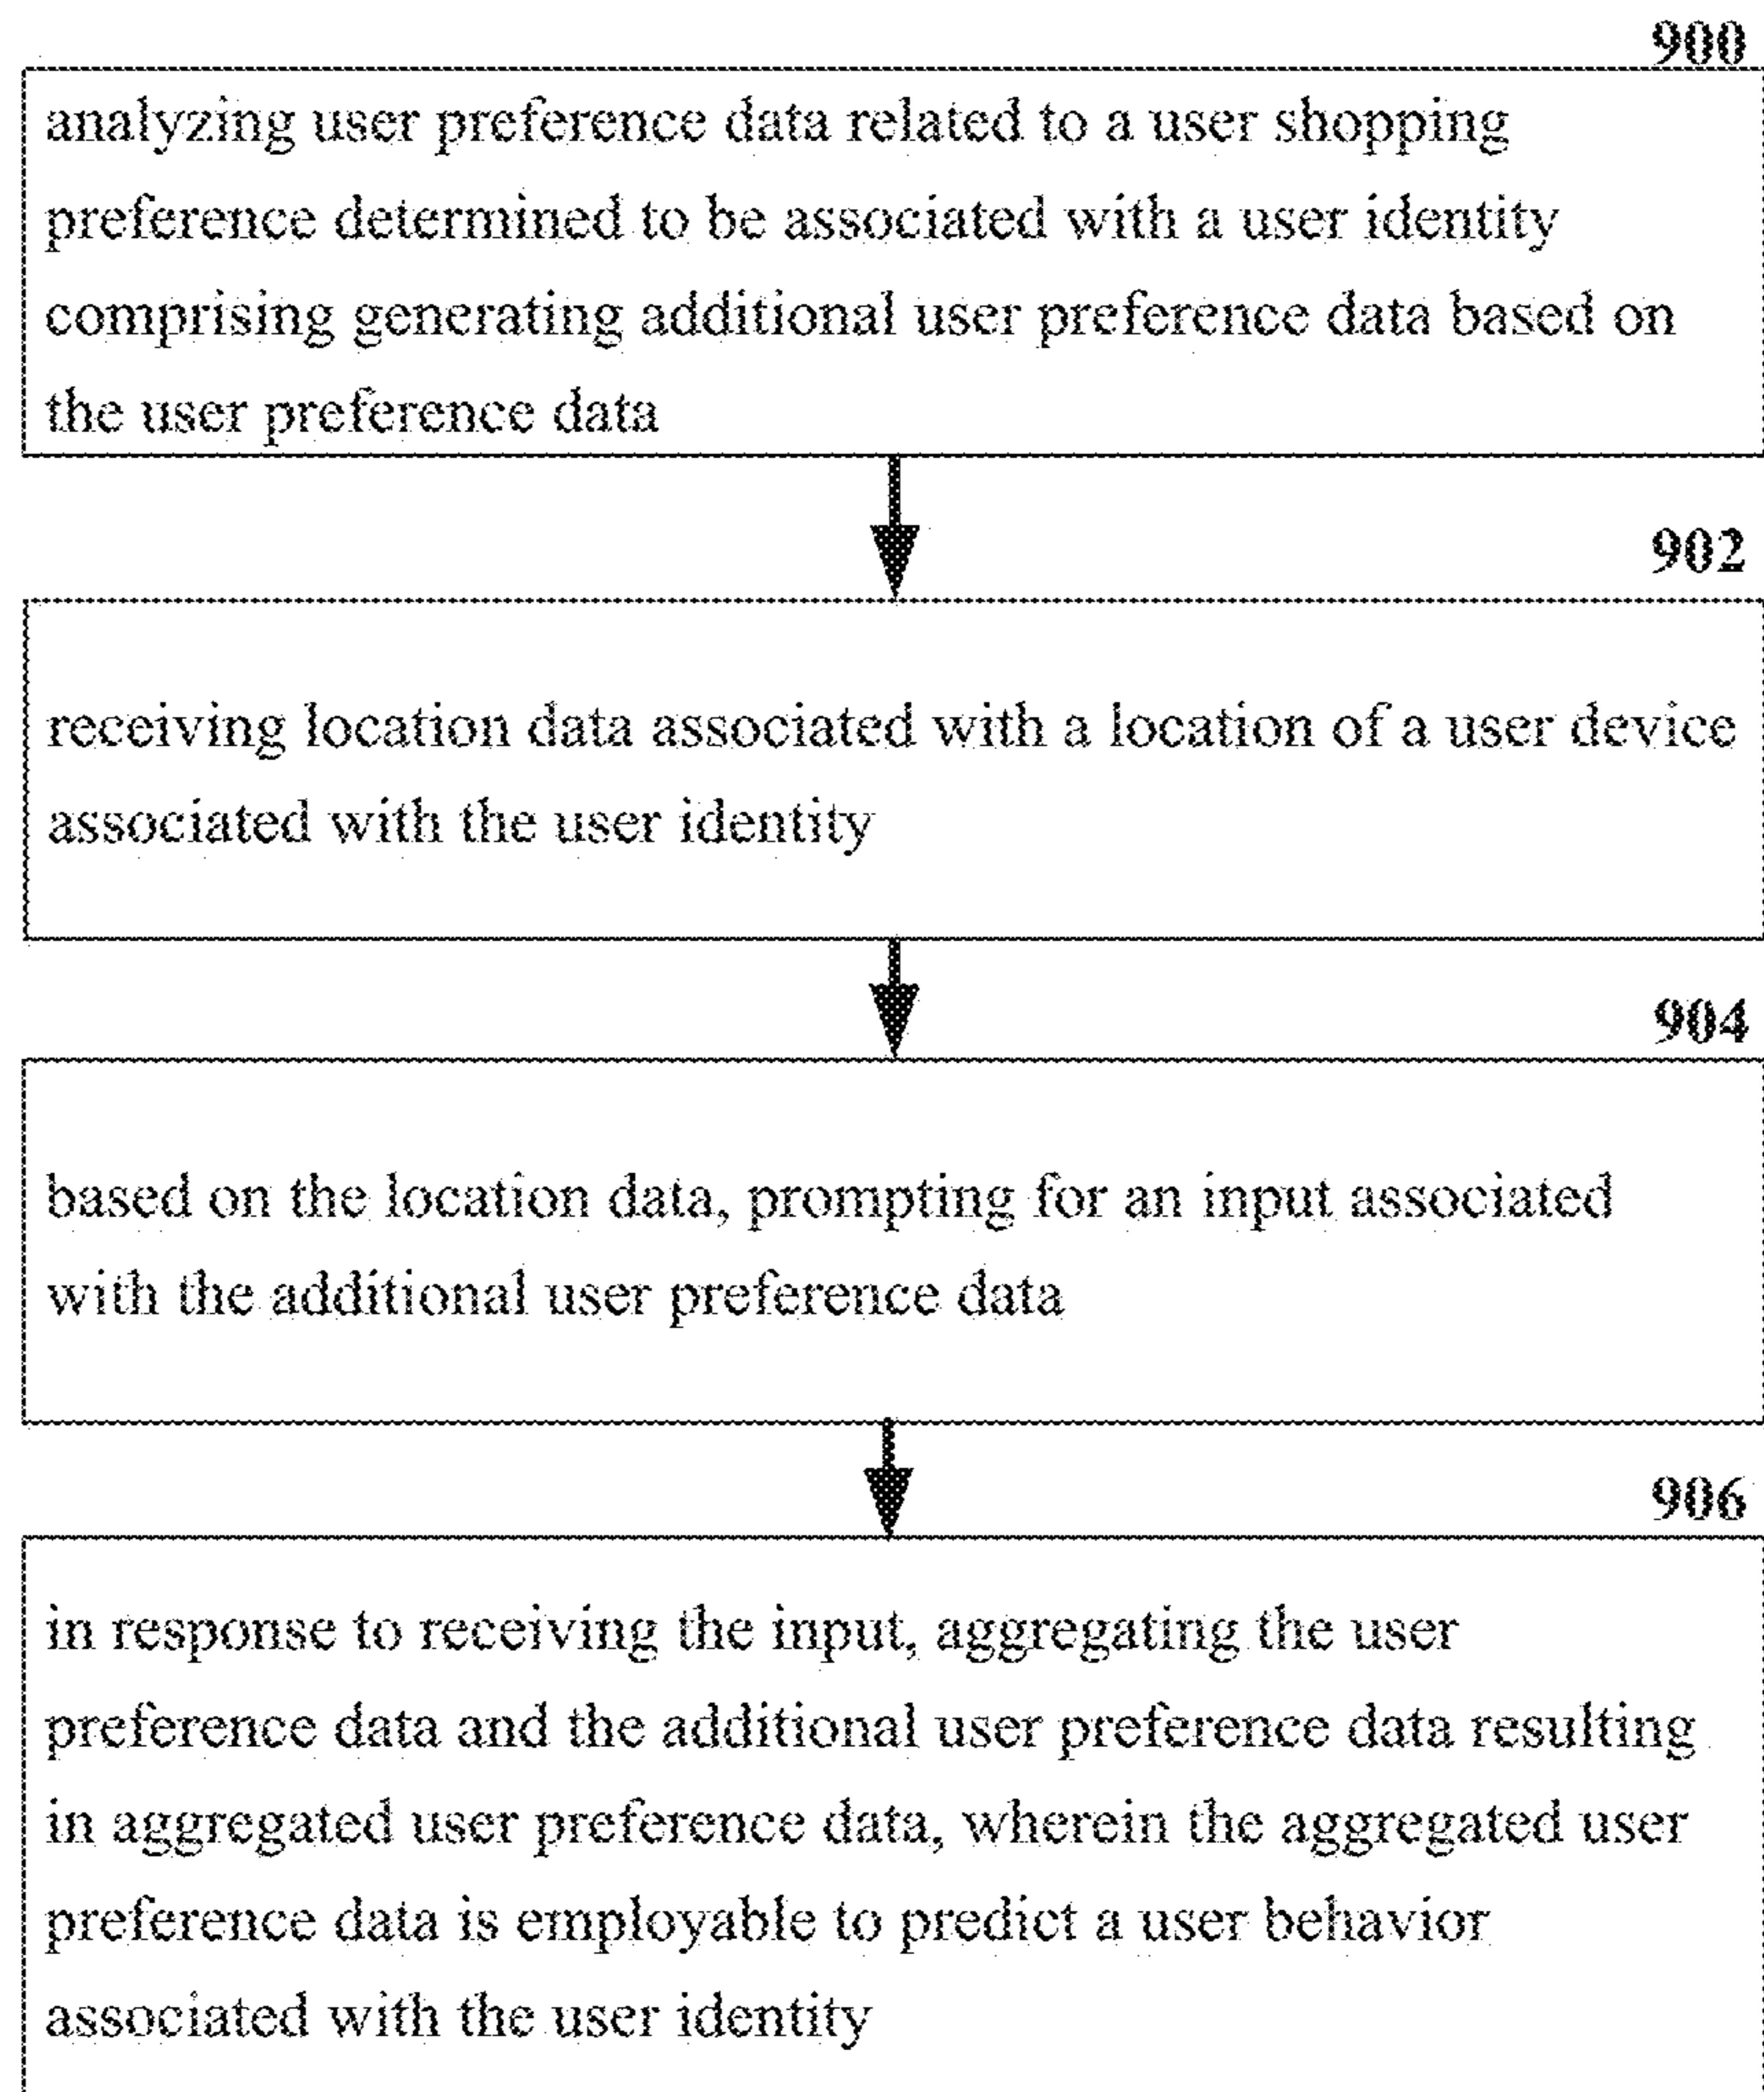 900
analyzing user preference data related to a user shopping
preference determined to be associated with a user identity
comprising generating additional user preference data based on
the user preference data
902
receiving location data associated with a location of a user device
associated with the user identity
904
based on the location data, prompting for an input associated
with the additional user preference data
906
in response to receiving the input, aggregating the user
preference data and the additional user preference data resulting
in aggregated user preference data, wherein the aggregated user
preference data is employable to predict a user behavior
associated with the user identity